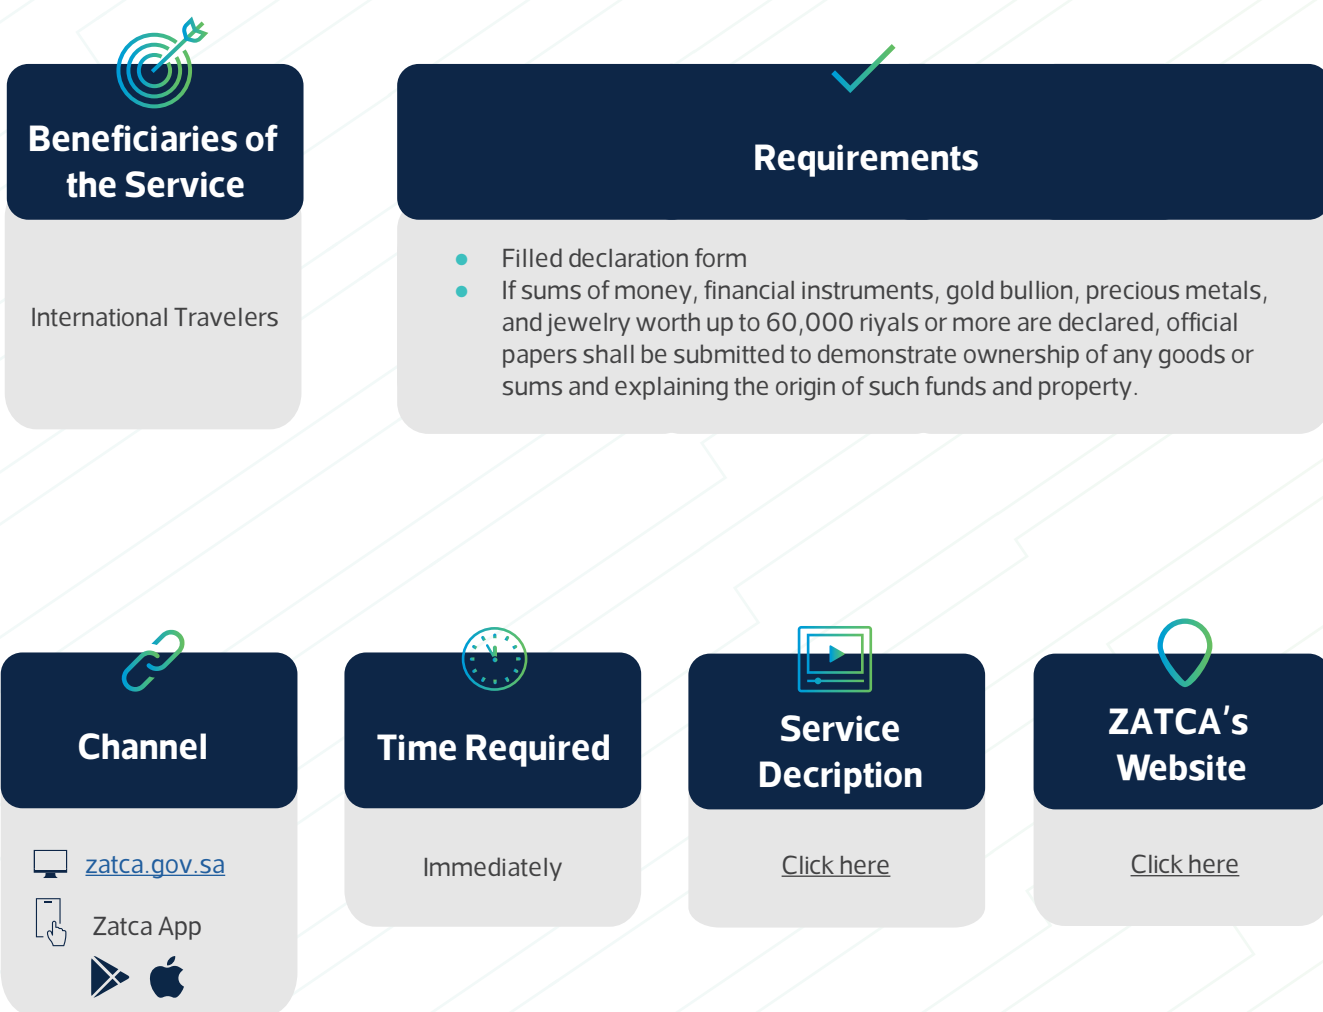 Beneficiaries of
the Service
International Travelers
Requirements
Filled declaration form
If sums of money, financial instruments, gold bullion, precious metals,
and jewelry worth up to 60,000 riyals or more are declared, official
papers shall be submitted to demonstrate ownership of any goods or
sums and explaining the origin of such funds and property.
Channel
zatca.gov.sa
Zatca App
Time Required
Immediately
Service
Decription
Click here
ZATCA's
Website
Click here